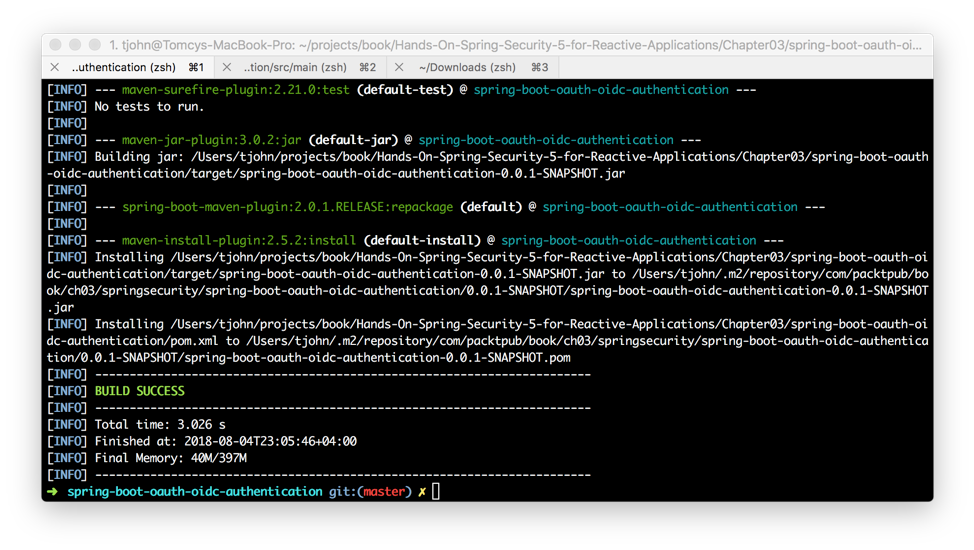 1. tjohn@Tomcys-MacBook-Pro: ~/projects/book/Hands-On-Spring-Security-5-for-Reactive-Applications/Chapter03/spring-boot-oauth-oi...
..uthentication (zsh) ⌘1 ..tion/src/main (zsh) ⌘2 ~/Downloads (zsh) ⌘3
[INFO] --- maven-surefire-plugin:2.21.0:test (default-test) @ spring-boot-oauth-oidc-authentication ---
[INFO] No tests to run.
[INFO]
[INFO] --- maven-jar-plugin:3.0.2:jar (default-jar) @ spring-boot-oauth-oidc-authentication ---
[INFO] Building jar: /Users/tjohn/projects/book/Hands-On-Spring-Security-5-for-Reactive-Applications/Chapter03/spring-boot-oauth
-oidc-authentication/target/spring-boot-oauth-oidc-authentication-0.0.1-SNAPSHOT.jar
[INFO]
[INFO] --- spring-boot-maven-plugin:2.0.1.RELEASE:repackage (default) @ spring-boot-oauth-oidc-authentication ---
[INFO]
[INFO] --- maven-install-plugin:2.5.2:install (default-install) @ spring-boot-oauth-oidc-authentication ---
[INFO] Installing /Users/tjohn/projects/book/Hands-On-Spring-Security-5-for-Reactive-Applications/Chapter03/spring-boot-oauth-oi
dc-authentication/target/spring-boot-oauth-oidc-authentication-0.0.1-SNAPSHOT.jar to /Users/tjohn/.m2/repository/com/packtpub/bo
ok/ch03/springsecurity/spring-boot-oauth-oidc-authentication/0.0.1-SNAPSHOT/spring-boot-oauth-oidc-authentication-0.0.1-SNAPSHOT
.jar
[INFO] Installing /Users/tjohn/projects/book/Hands-On-Spring-Security-5-for-Reactive-Applications/Chapter03/spring-boot-oauth-oi
dc-authentication/pom.xml to /Users/tjohn/.m2/repository/com/packtpub/book/ch03/springsecurity/spring-boot-oauth-oidc-authentica
tion/0.0.1-SNAPSHOT/spring-boot-oauth-oidc-authentication-0.0.1-SNAPSHOT.pom
[INFO] ------------------------------------------------------------------------
[INFO] BUILD SUCCESS
[INFO] ------------------------------------------------------------------------
[INFO] Total time: 3.026 s
[INFO] Finished at: 2018-08-04T23:05:46+04:00
[INFO] Final Memory: 40M/397M
[INFO] ------------------------------------------------------------------------
➜ spring-boot-oauth-oidc-authentication git:(master) ✗